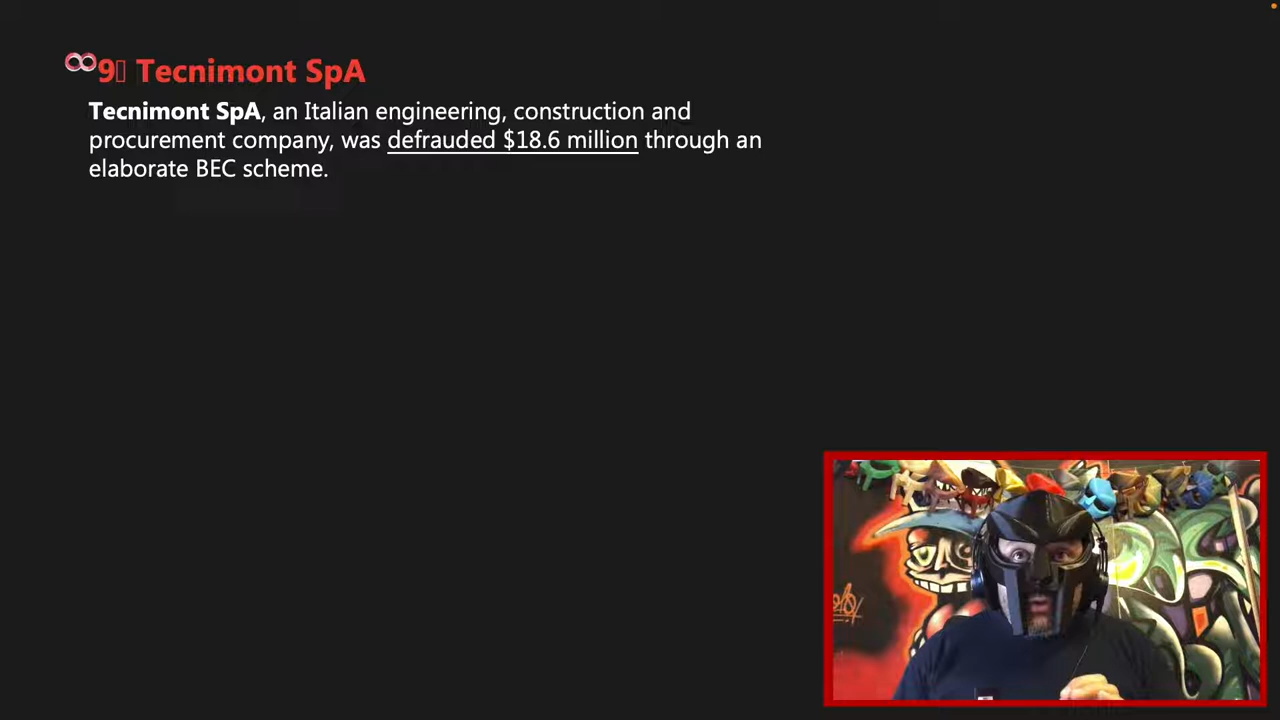 9 Tecnimont SpA
Tecnimont SpA, an Italian engineering, construction and
procurement company, was defrauded $18.6 million through an
elaborate BEC scheme.